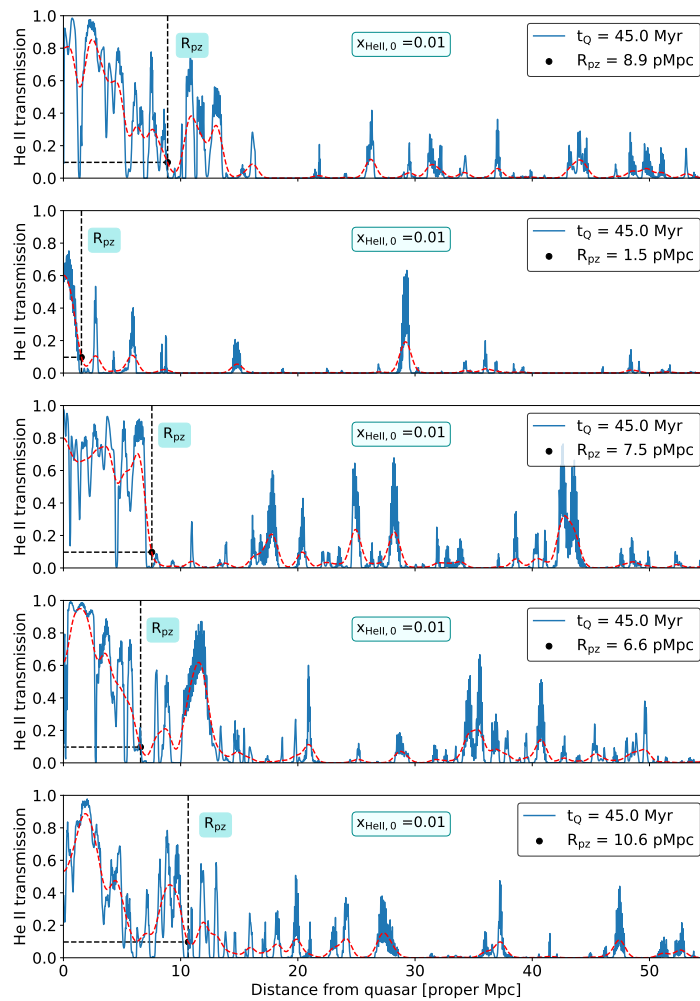 1.0
0.8
0.6
0.4
0.2
0.0
He II transmission
R_pz
x_HeII, 0 =0.01
t_Q = 45.0 Myr
R_pz = 8.9 pMpc
1.0
0.8
0.6
0.4
0.2
0.0
He II transmission
R_pz
x_HeII, 0 =0.01
t_Q = 45.0 Myr
R_pz = 1.5 pMpc
1.0
0.8
0.6
0.4
0.2
0.0
He II transmission
R_pz
x_HeII, 0 =0.01
t_Q = 45.0 Myr
R_pz = 7.5 pMpc
1.0
0.8
0.6
0.4
0.2
0.0
He II transmission
R_pz
x_HeII, 0 =0.01
t_Q = 45.0 Myr
R_pz = 6.6 pMpc
1.0
0.8
0.6
0.4
0.2
0.0
He II transmission
R_pz
x_HeII, 0 =0.01
t_Q = 45.0 Myr
R_pz = 10.6 pMpc
0 10 20 30 40 50
Distance from quasar [proper Mpc]